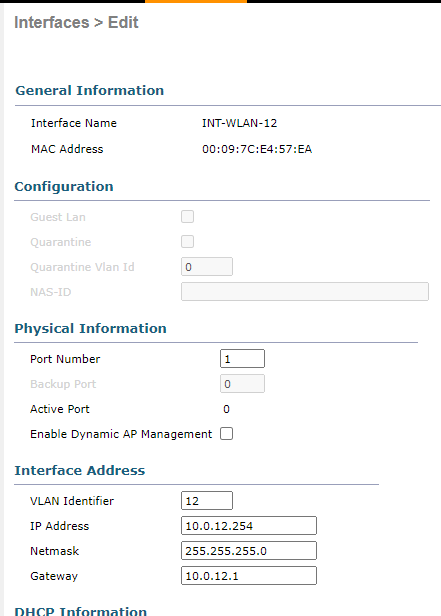 Interfaces > Edit
General Information
Interface Name INT-WLAN-12
MAC Address 00:09:7C:E4:57:EA
Configuration
Guest Lan
Quarantine
Quarantine Vlan Id 0
NAS-ID
Physical Information
Port Number 1
Backup Port 0
Active Port 0
Enable Dynamic AP Management
Interface Address
VLAN Identifier 12
IP Address 10.0.12.254
Netmask 255.255.255.0
Gateway 10.0.12.1
DHCP Information